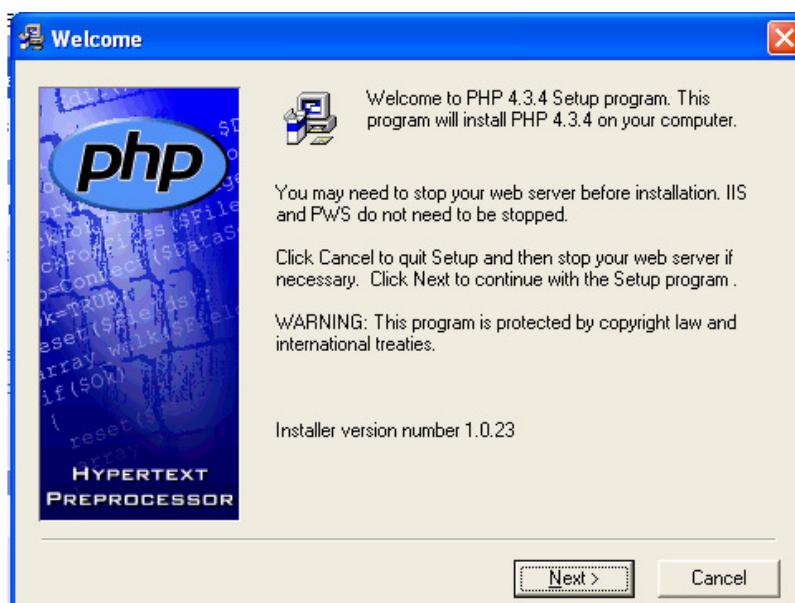 Welcome
Welcome to PHP 4.3.4 Setup program. This
program will install PHP 4.3.4 on your computer.
php
You may need to stop your web server before installation. IIS
and PWS do not need to be stopped.
Click Cancel to quit Setup and then stop your web server if
necessary. Click Next to continue with the Setup program .
WARNING: This program is protected by copyright law and
international treaties.
Installer version number 1.0.23
if($Ok)
{
reset($
array
HYPERTEXT
PREPROCESSOR
Next >
Cancel